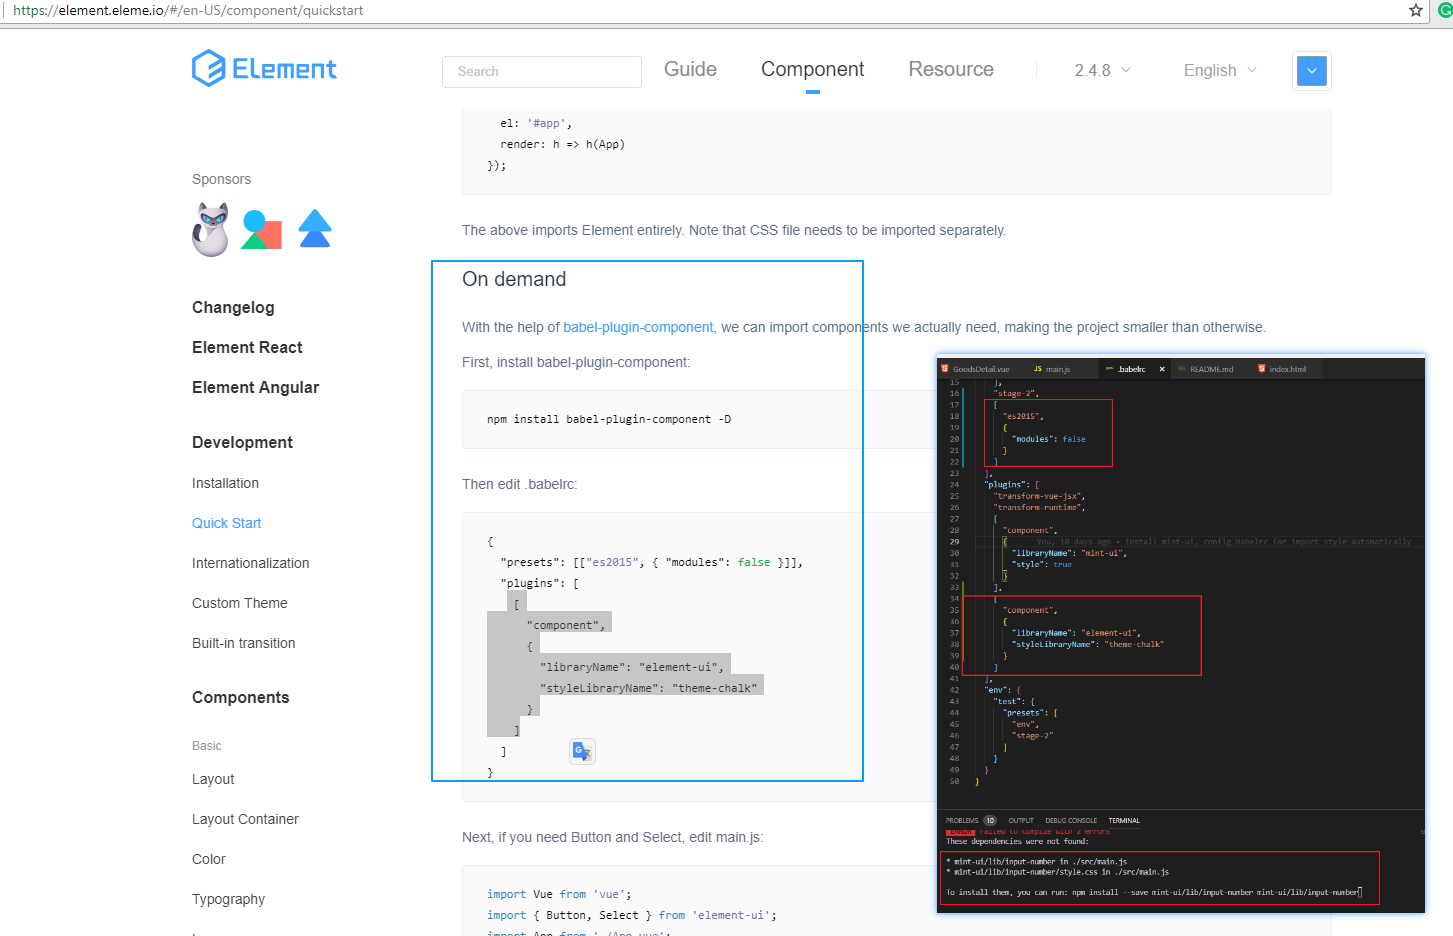 https://element.eleme.io/#/en-US/component/quickstart
Element
Search
Guide
Component
Resource
2.4.8
English
Sponsors
Changelog
Element React
Element Angular
Development
Installation
Quick Start
Internationalization
Custom Theme
Built-in transition
Components
Basic
Layout
Layout Container
Color
Typography
el: '#app',
render: h => h(App)
});
The above imports Element entirely. Note that CSS file needs to be imported separately.
On demand
With the help of babel-plugin-component, we can import components we actually need, making the project smaller than otherwise.
First, install babel-plugin-component:
npm install babel-plugin-component -D
Then edit .babelrc:
{
"presets": [["es2015", { "modules": false }]],
"plugins": [
[
"component",
{
"libraryName": "element-ui",
"styleLibraryName": "theme-chalk"
}
]
]
}
Next, if you need Button and Select, edit main.js:
import Vue from 'vue';
import { Button, Select } from 'element-ui';
import App from './App.vue';
GoodsDetail.vue
JS main.js
.babelrc
README.md
index.html
15 ],
16 "stage-2",
17 [
18 "es2015",
19 {
20 "modules": false
21 }
22 ]
23 ],
24 "plugins": [
25 "transform-vue-jsx",
26 "transform-runtime",
27 [
28 "component",
29 { You, 10 days ago • install mint-ui, config babelrc for import style automatically
30 "libraryName": "mint-ui",
31 "style": true
32 }
33 ],
34 [
35 "component",
36 {
37 "libraryName": "element-ui",
38 "styleLibraryName": "theme-chalk"
39 }
40 ]
41 ],
42 "env": {
43 "test": {
44 "presets": [
45 "env",
46 "stage-2"
47 ]
48 }
49 }
50 }
PROBLEMS 10 OUTPUT DEBUG CONSOLE TERMINAL
ERROR Failed to compile with 2 errors
These dependencies were not found:
* mint-ui/lib/input-number in ./src/main.js
* mint-ui/lib/input-number/style.css in ./src/main.js
To install them, you can run: npm install --save mint-ui/lib/input-number mint-ui/lib/input-number